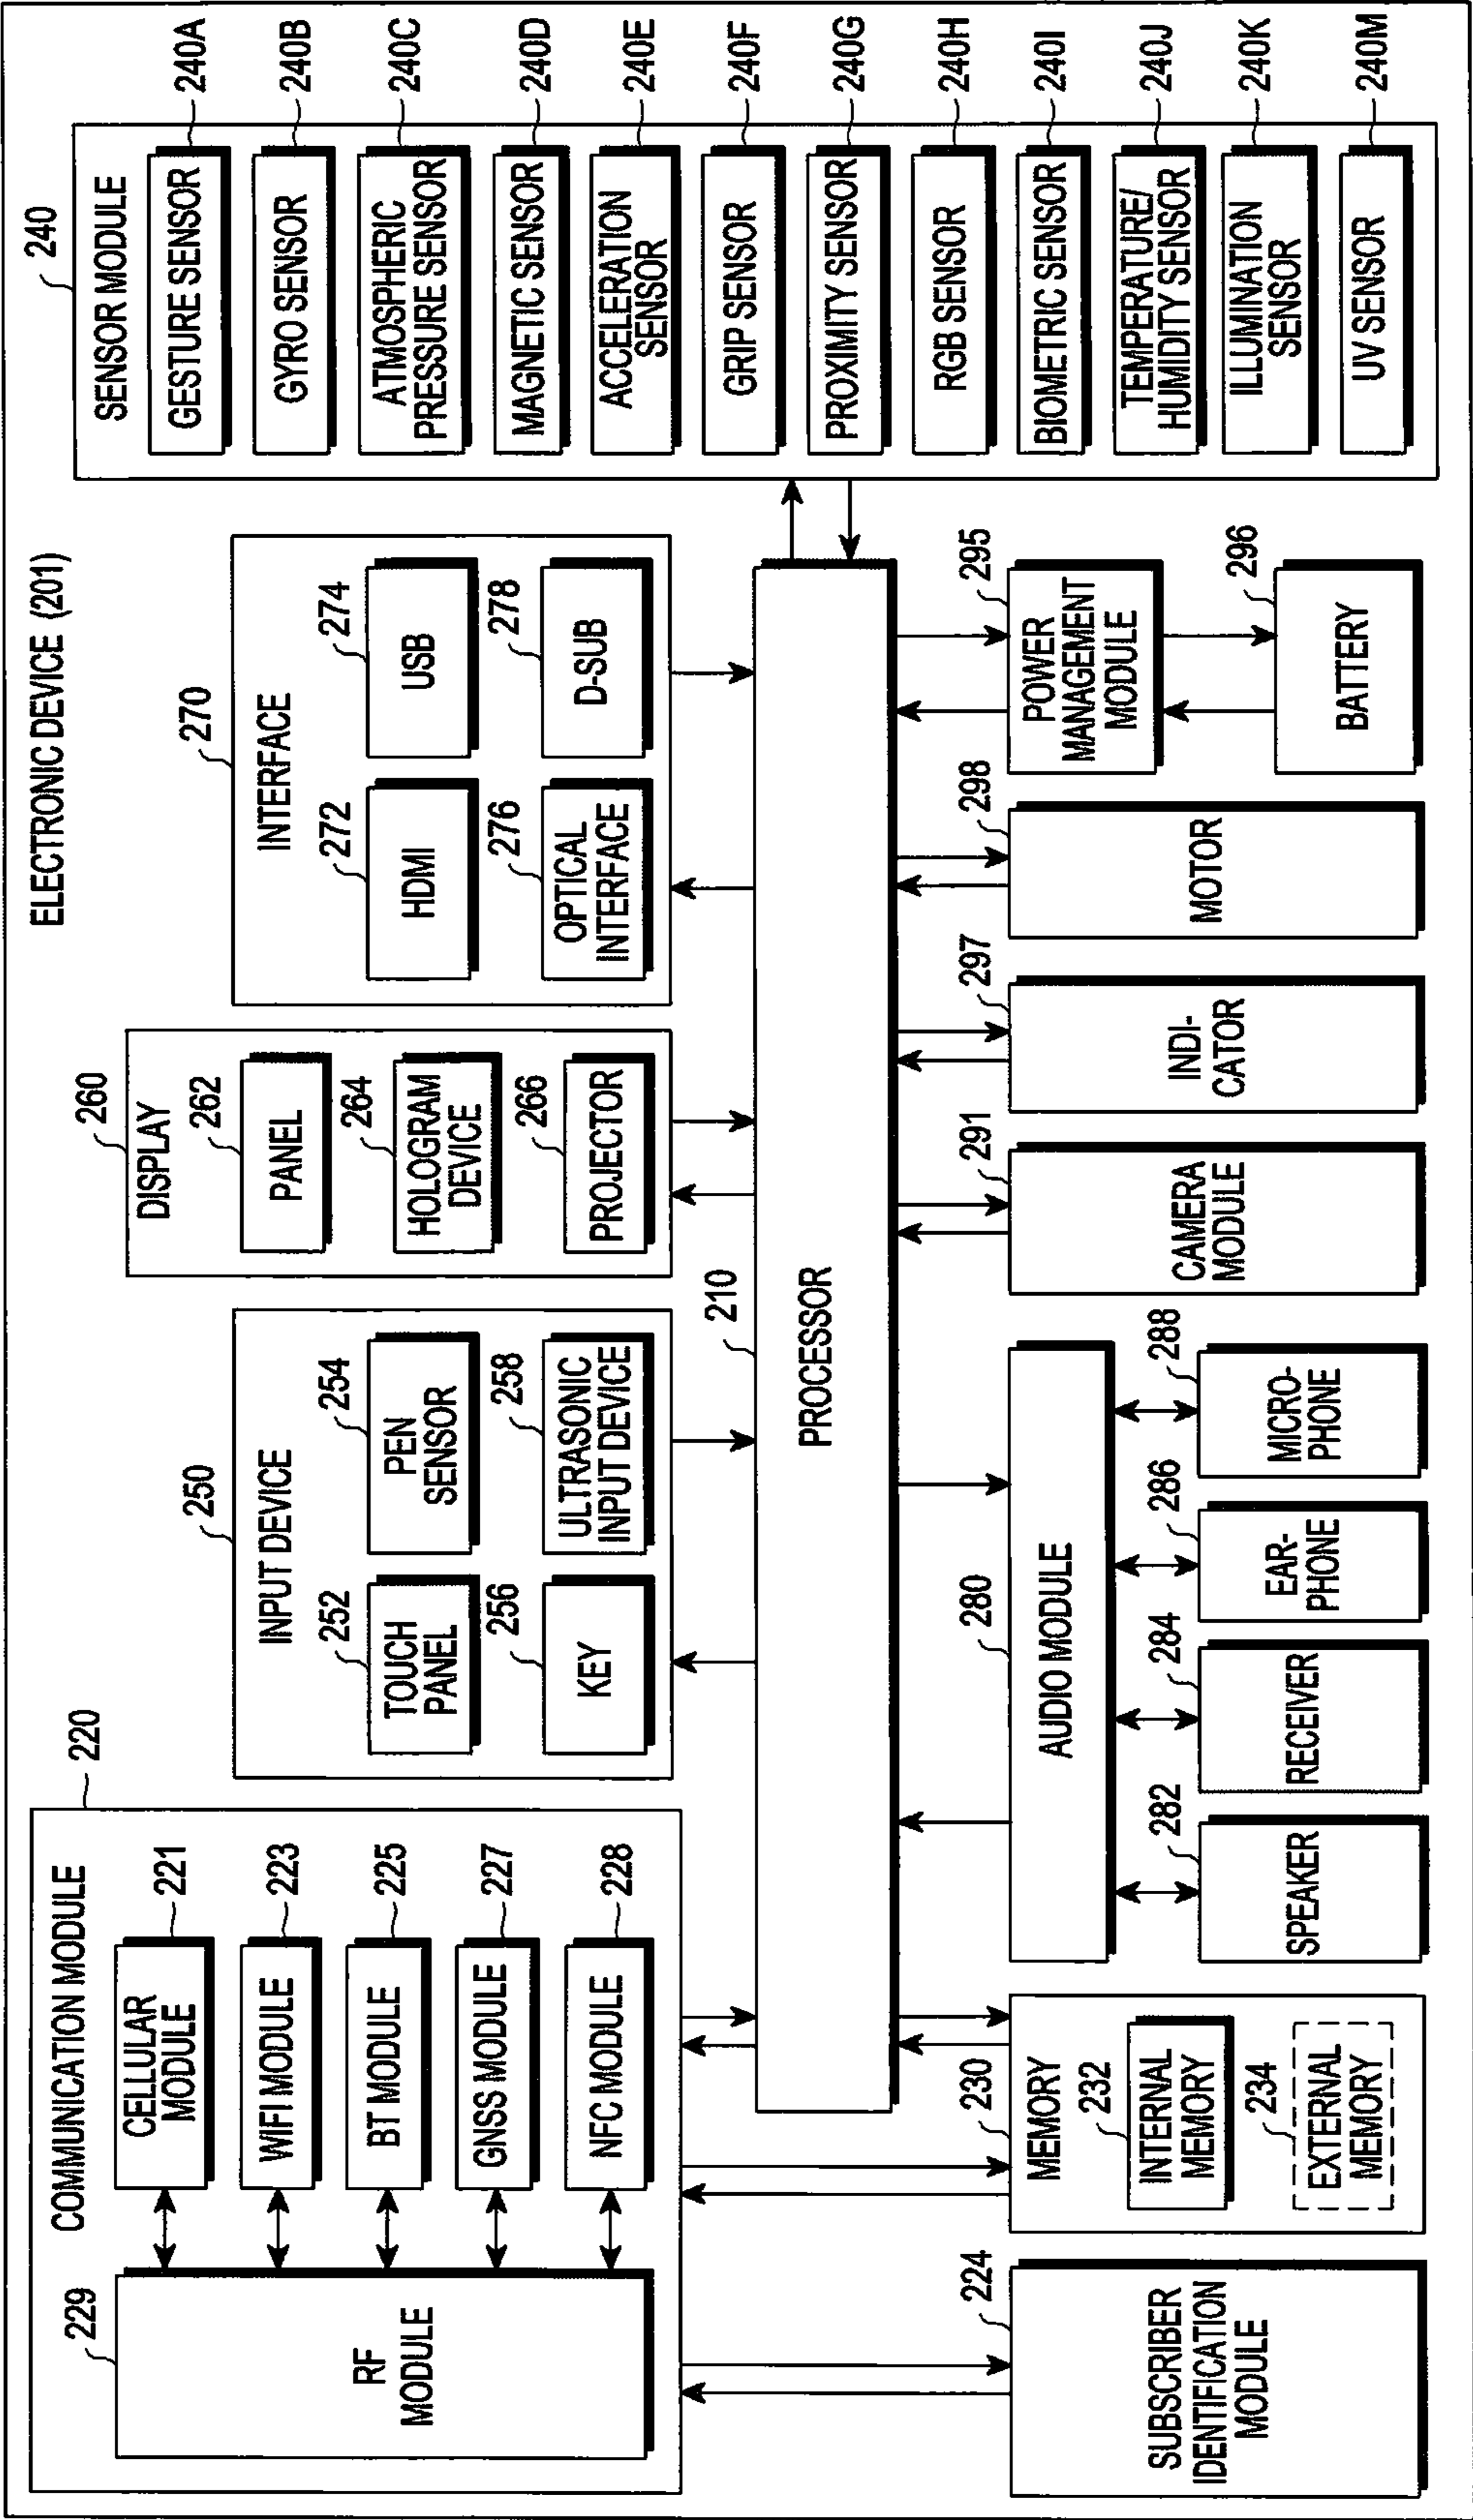 ELECTRONIC DEVICE (201)
220
COMMUNICATION MODULE
229
RF
MODULE
CELLULAR
MODULE
221
WIFI MODULE
223
BT MODULE
225
GNSS MODULE
227
NFC MODULE
228
250
INPUT DEVICE
252
TOUCH
PANEL
254
PEN
SENSOR
256
KEY
258
ULTRASONIC
INPUT DEVICE
260
DISPLAY
262
PANEL
264
HOLOGRAM
DEVICE
266
PROJECTOR
270
INTERFACE
272
HDMI
274
USB
276
OPTICAL
INTERFACE
278
D-SUB
240
SENSOR MODULE
GESTURE SENSOR
240A
GYRO SENSOR
240B
ATMOSPHERIC
PRESSURE SENSOR
240C
MAGNETIC SENSOR
240D
ACCELERATION
SENSOR
240E
GRIP SENSOR
240F
PROXIMITY SENSOR
240G
RGB SENSOR
240H
BIOMETRIC SENSOR
240I
TEMPERATURE/
HUMIDITY SENSOR
240J
ILLUMINATION
SENSOR
240K
UV SENSOR
240M
210
PROCESSOR
224
SUBSCRIBER
IDENTIFICATION
MODULE
230
MEMORY
232
INTERNAL
MEMORY
234
EXTERNAL
MEMORY
280
AUDIO MODULE
282
SPEAKER
284
RECEIVER
286
EAR-
PHONE
288
MICRO-
PHONE
291
CAMERA
MODULE
297
INDI-
CATOR
298
MOTOR
295
POWER
MANAGEMENT
MODULE
296
BATTERY